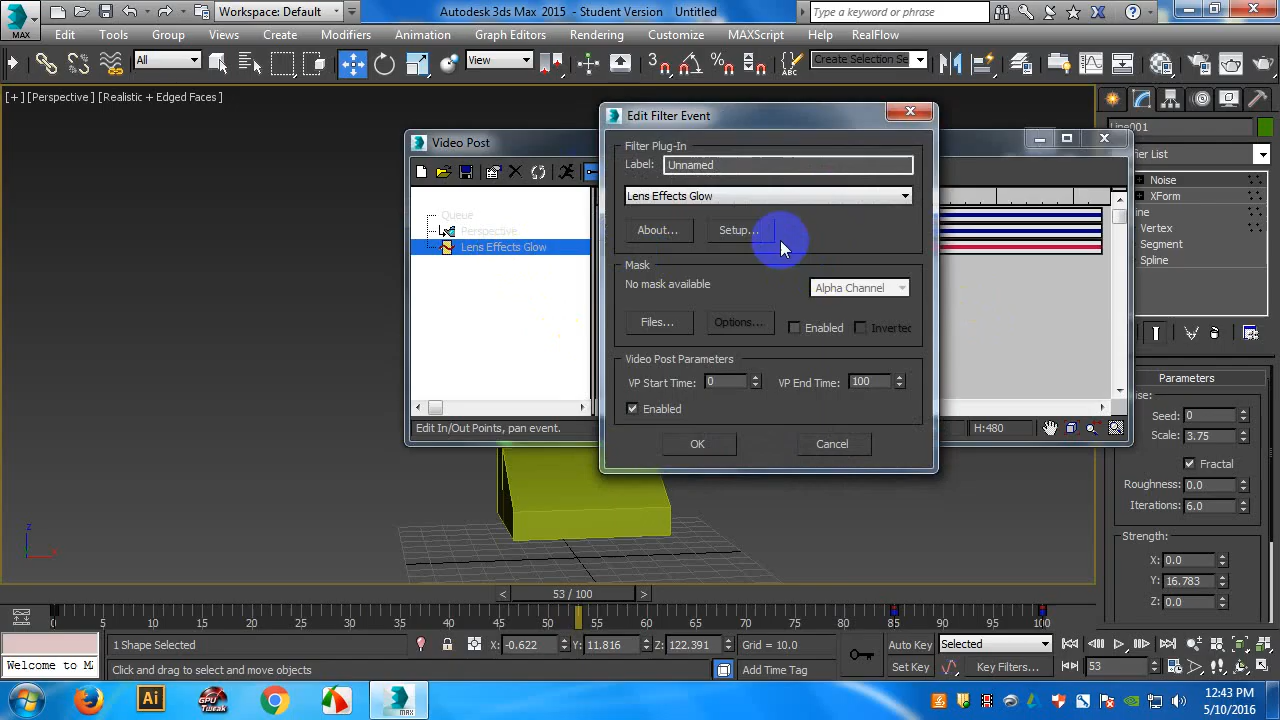 Workspace: Default
Autodesk 3ds Max 2015 - Student Version    Untitled
Type a keyword or phrase
MAX
Edit Tools Group Views Create Modifiers Animation Graph Editors Rendering Customize MAXScript Help RealFlow
All
View
3
Create Selection Se
[+] [Perspective] [Realistic + Edged Faces]
Edit Filter Event
Video Post
Filter Plug-In
Label: Unnamed
Lens Effects Glow
About... Setup...
Queue
Perspective
Lens Effects Glow
Mask
No mask available
Alpha Channel
Files... Options... Enabled Inverted
Video Post Parameters
VP Start Time: 0 VP End Time: 100
Enabled
OK Cancel
Edit In/Out Points, pan event.
H:480
Line001
Noise
XForm
Vertex
Segment
Spline
Parameters
Seed: 0
Scale: 3.75
Fractal
Roughness: 0.0
Iterations: 6.0
Strength:
X: 0.0
Y: 16.783
Z: 0.0
z
53 / 100
0 5 10 15 20 25 30 35 40 45 50 55 60 65 70 75 80 85 90 95 100
1 Shape Selected
X: -0.622 Y: 11.816 Z: 122.391 Grid = 10.0
Auto Key Selected
Welcome to M
Click and drag to select and move objects
Add Time Tag
Set Key Key Filters... 53
Ai
GPU Tweak
MAX
12:43 PM
5/10/2016